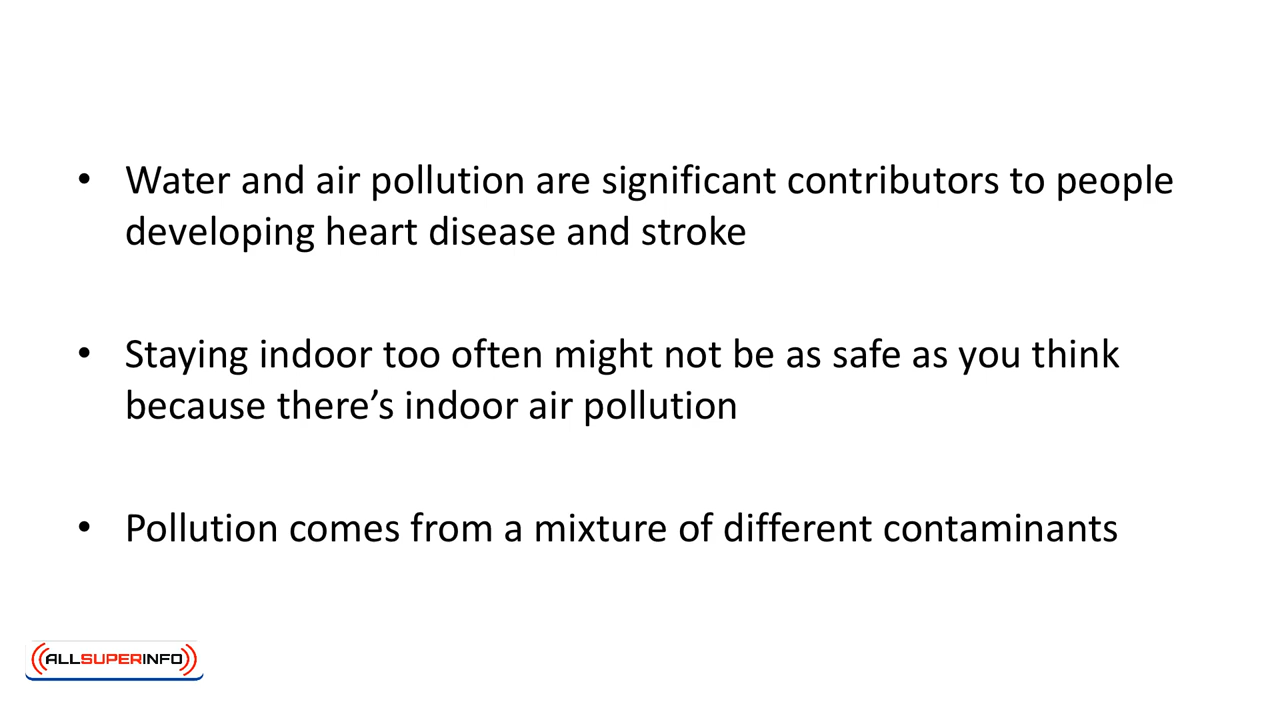 • Water and air pollution are significant contributors to people
developing heart disease and stroke
• Staying indoor too often might not be as safe as you think
because there’s indoor air pollution
• Pollution comes from a mixture of different contaminants
ALLSUPERINFO